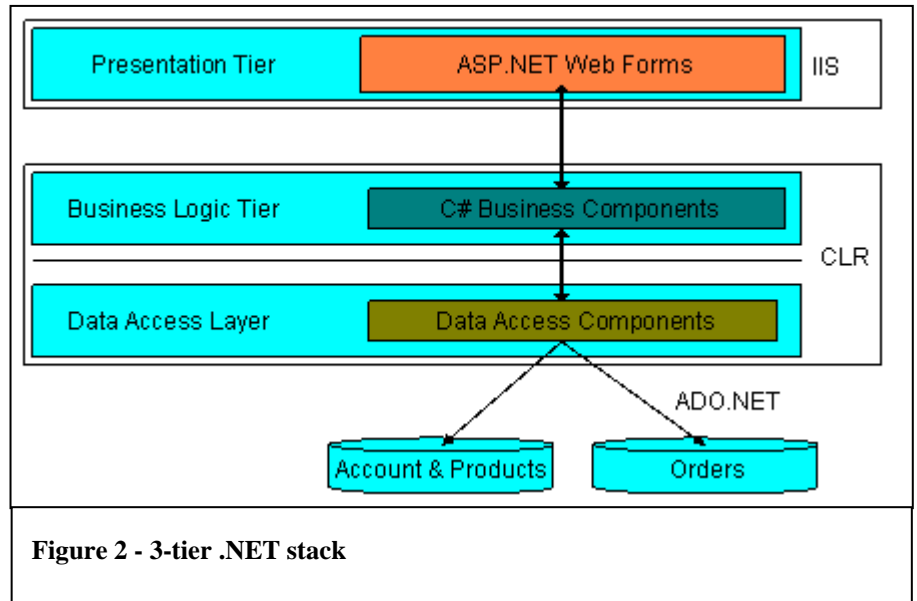 Presentation Tier ASP.NET Web Forms IIS
Business Logic Tier C# Business Components
CLR
Data Access Layer Data Access Components
ADO.NET
Account & Products Orders
Figure 2 - 3-tier .NET stack